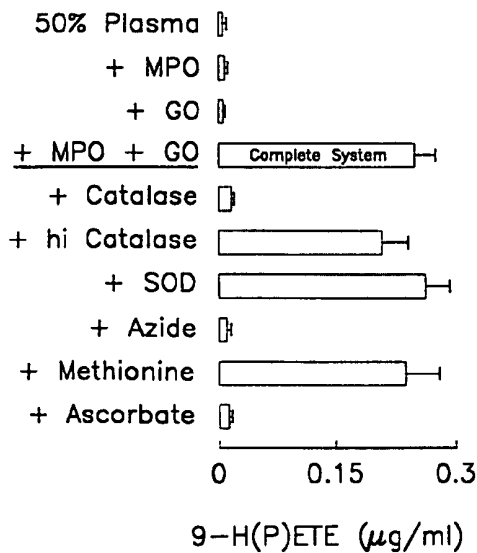 50% Plasma
+ MPO
+ GO
+ MPO + GO
Complete System
+ Catalase
+ hi Catalase
+ SOD
+ Azide
+ Methionine
+ Ascorbate
0 0.15 0.3
9-H(P)ETE (μg/ml)